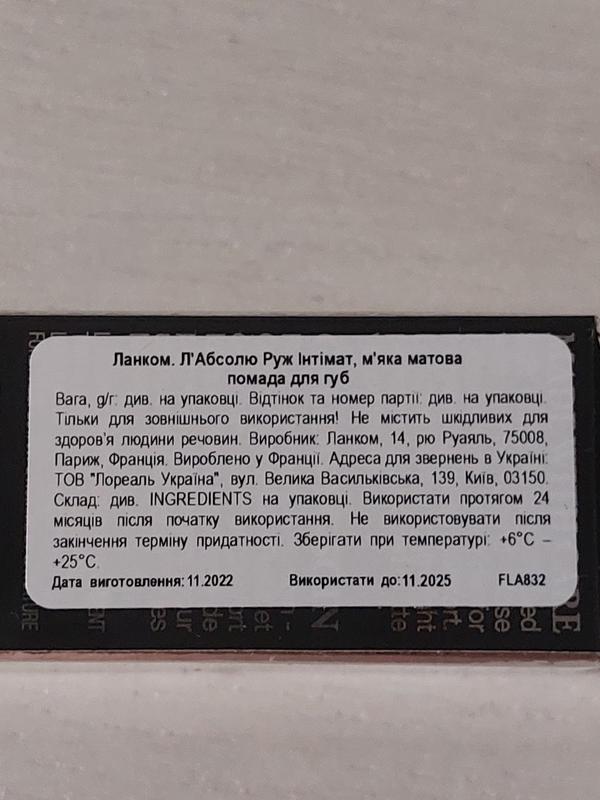 Ланком. Л'Абсолю Руж Інтімат, м'яка матова
помада для губ
Вага, g/г: див. на упаковці. Відтінок та номер партії: див. на упаковці.
Тільки для зовнішнього використання! Не містить шкідливих для
здоров'я людини речовин. Виробник: Ланком, 14, рю Руаяль, 75008,
Париж, Франція. Вироблено у Франції. Адреса для звернень в Україні:
ТОВ "Лореаль Україна", вул. Велика Васильківська, 139, Київ, 03150.
Склад: див. INGREDIENTS на упаковці. Використати протягом 24
місяців після початку використання. Не використовувати після
закінчення терміну придатності. Зберігати при температурі: +6°C –
+25°C.
Дата виготовлення: 11.2022 Використати до: 11.2025 FLA832